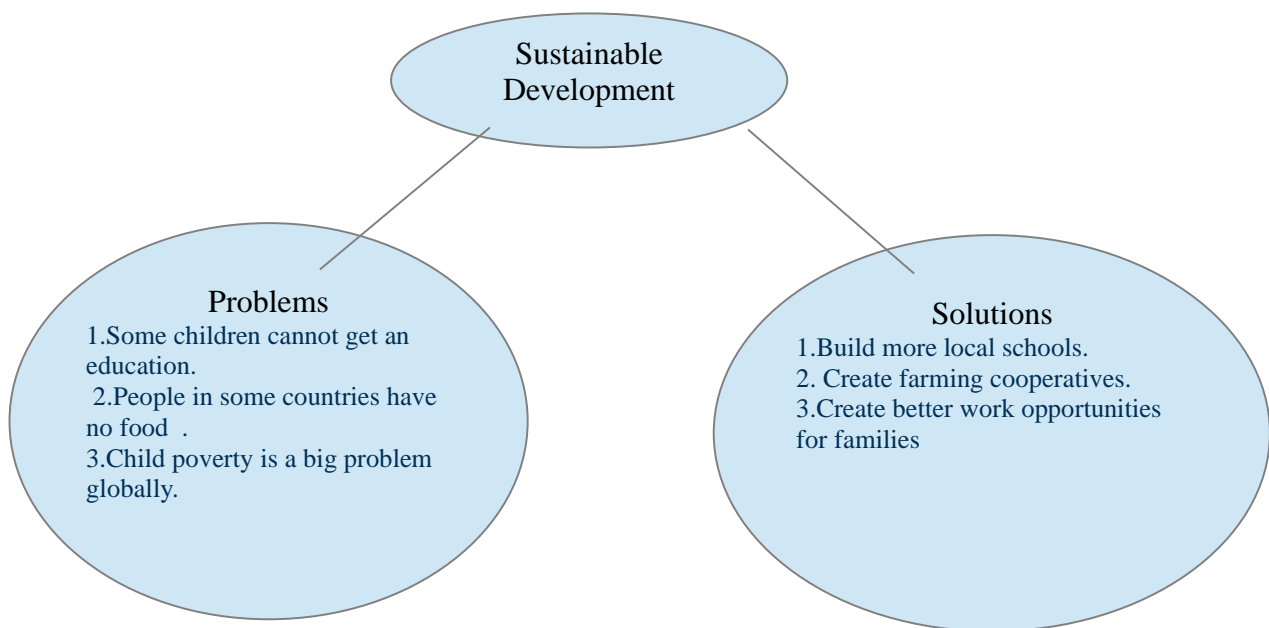 Sustainable
Development
Problems
1.Some children cannot get an
education.
2.People in some countries have
no food .
3.Child poverty is a big problem
globally.
Solutions
1.Build more local schools.
2. Create farming cooperatives.
3.Create better work opportunities
for families